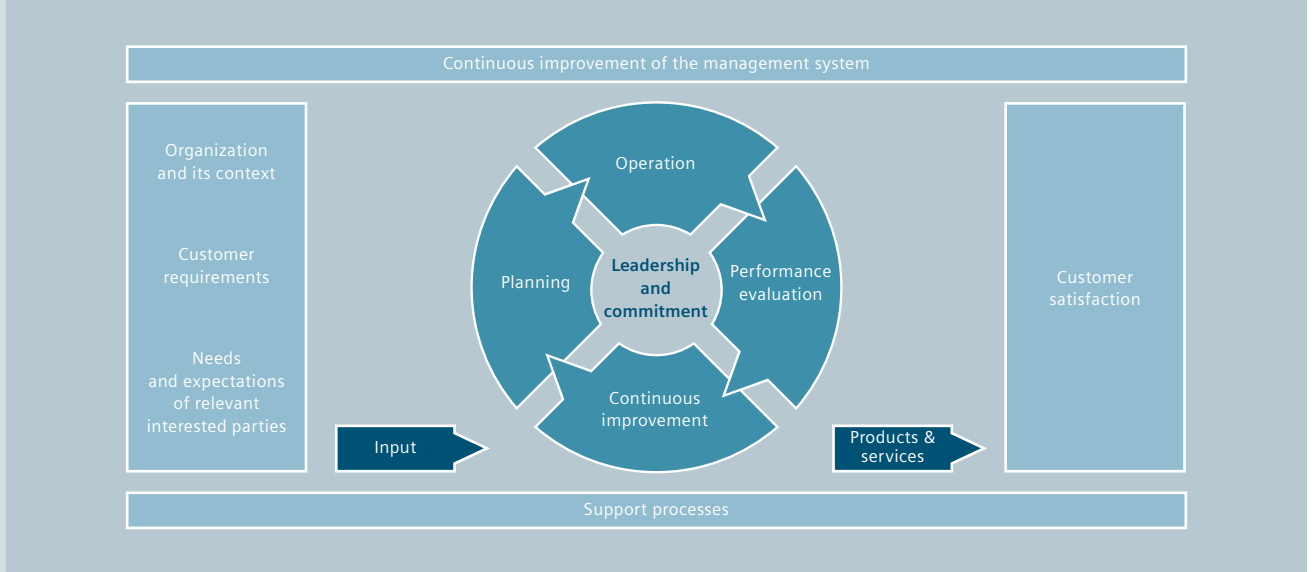 Continuous improvement of the management system
Organization
and its context
Customer
requirements
Needs
and expectations
of relevant
interested parties
Input
Operation
Planning
Leadership
and
commitment
Performance
evaluation
Continuous
improvement
Products &
services
Customer
satisfaction
Support processes